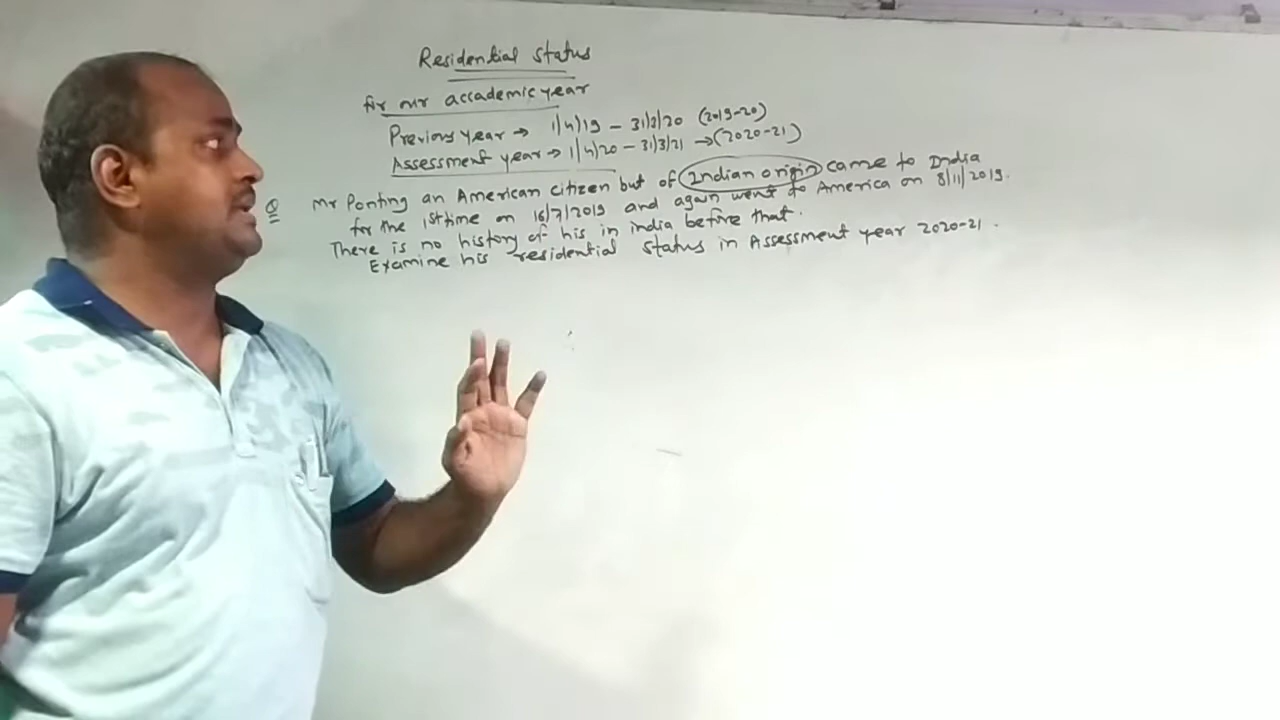 Residential status
for our accademic year
Previous year → 1/4/19 - 31/3/20 (2019-20)
Assessment year → 1/4/20 - 31/3/21 → (2020-21)
Q Mr Ponting an American citizen but of Indian origin came to India
for the 1st time on 16/7/2019 and again went to America on 8/11/2019.
There is no history of his in india before that.
Examine his residential status in Assessment year 2020-21.